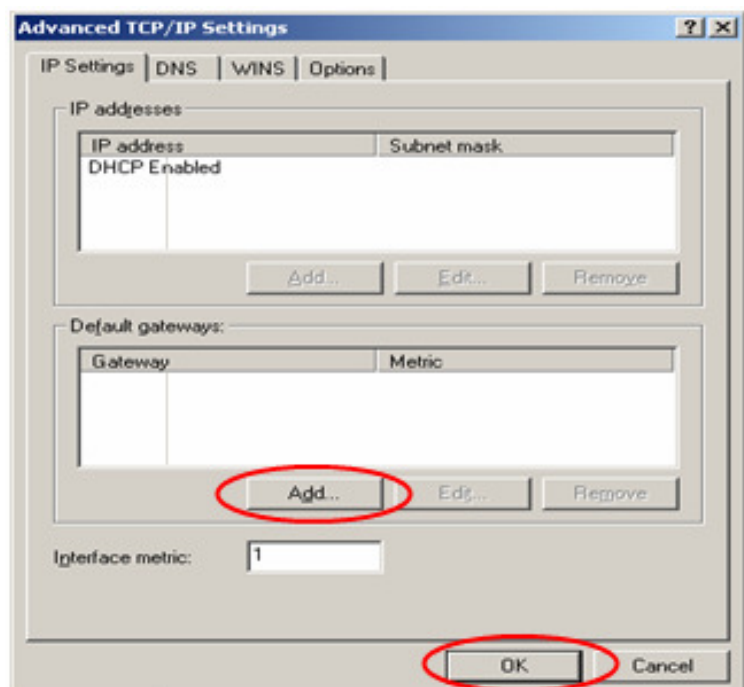 Advanced TCP/IP Settings
IP Settings DNS WINS Options
IP addresses
IP address Subnet mask
DHCP Enabled
Add... Edit... Remove
Default gateways:
Gateway Metric
Add... Edit... Remove
Interface metric: 1
OK Cancel